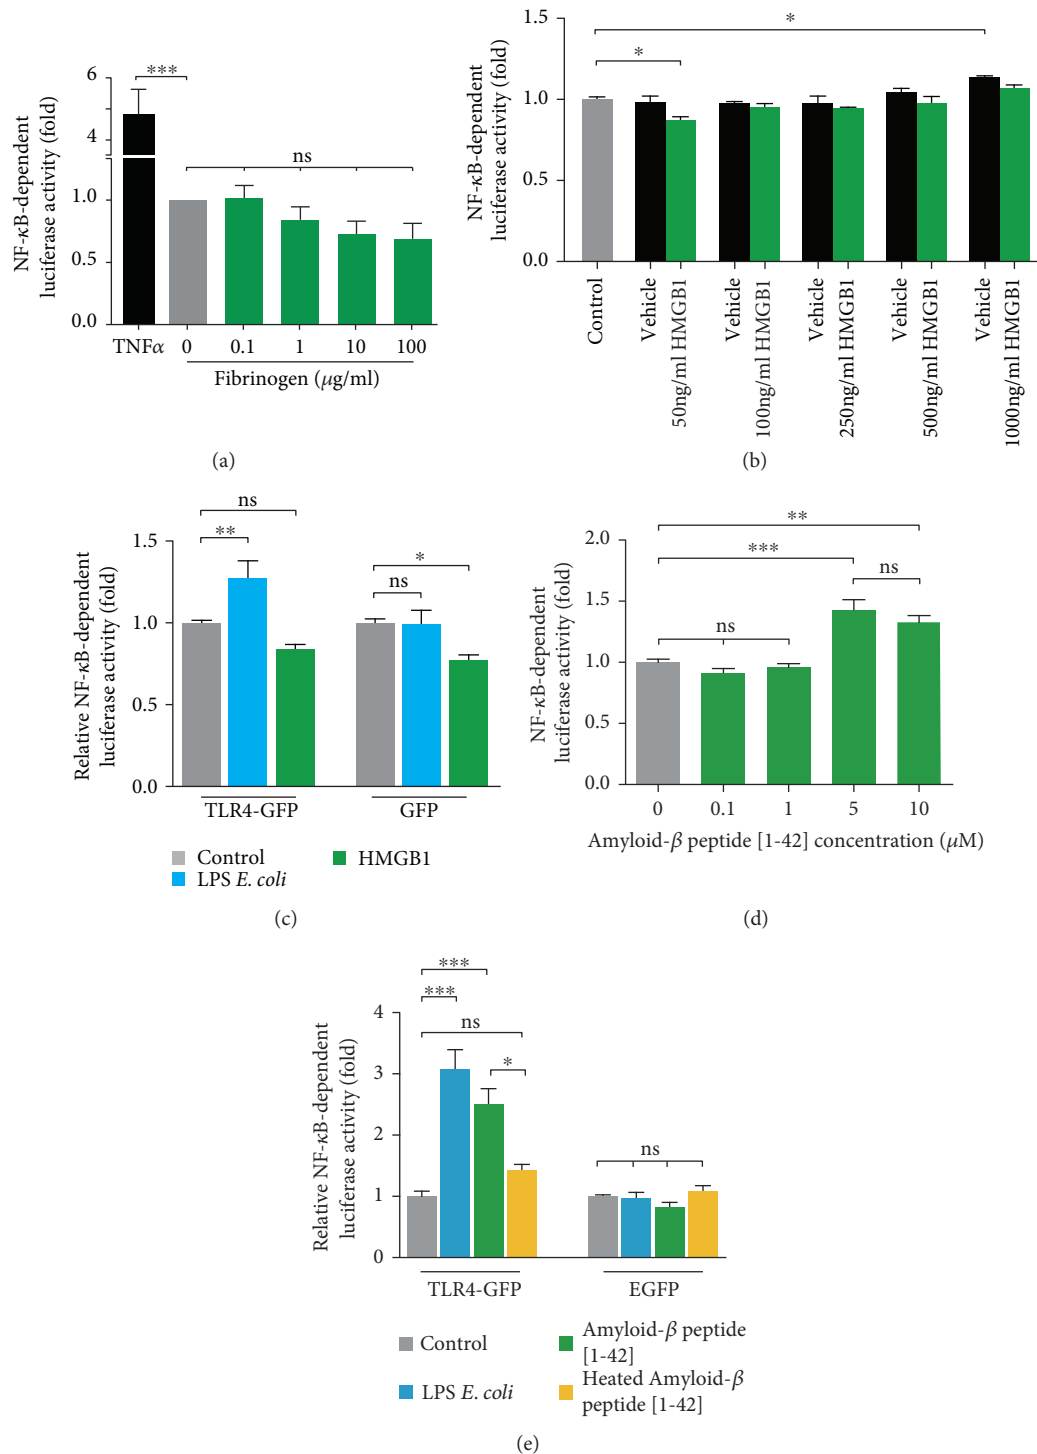 NF-κB-dependent
luciferase activity (fold)
6
4
1.0
0.5
0.0
***
ns
TNFα 0 0.1 1 10 100
Fibrinogen (μg/ml)
(a)
NF-κB-dependent
luciferase activity (fold)
1.5
1.0
0.5
0.0
*
*
Control
Vehicle
50ng/ml HMGB1
Vehicle
100ng/ml HMGB1
Vehicle
250ng/ml HMGB1
Vehicle
500ng/ml HMGB1
Vehicle
1000ng/ml HMGB1
(b)
Relative NF-κB-dependent
luciferase activity (fold)
1.5
1.0
0.5
0.0
ns
**
*
ns
TLR4-GFP GFP
Control HMGB1
LPS E. coli
(c)
NF-κB-dependent
luciferase activity (fold)
2.0
1.5
1.0
0.5
0.0
**
***
ns
ns
0 0.1 1 5 10
Amyloid-β peptide [1-42] concentration (μM)
(d)
Relative NF-κB-dependent
luciferase activity (fold)
4
3
2
1
0
***
***
ns
*
ns
TLR4-GFP EGFP
Control
LPS E. coli
Amyloid-β peptide
[1-42]
Heated Amyloid-β
peptide [1-42]
(e)